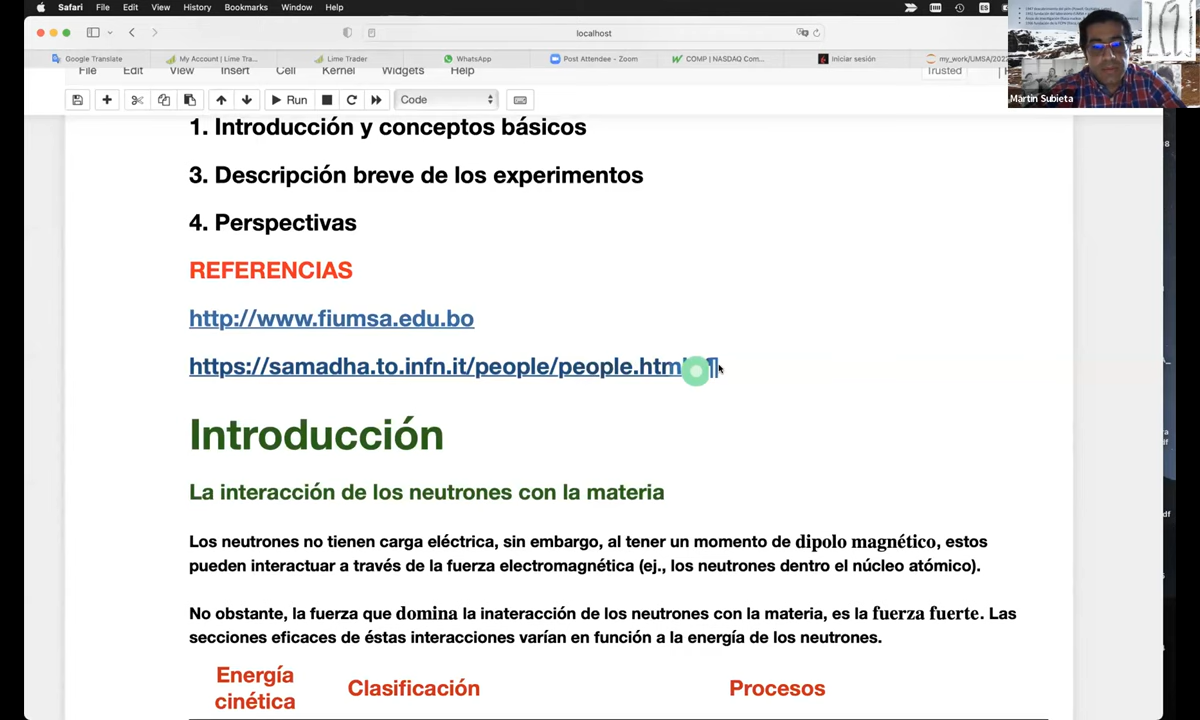 Safari File Edit View History Bookmarks Window Help ES
localhost
Google Translate My Account | Lime Tra... Lime Trader WhatsApp Post Attendee - Zoom COMP | NASDAQ Com... Iniciar sesión my_work/UMSA/202
File Edit View Insert Cell Kernel Widgets Help Trusted
Run Code
Martin Subieta
1. Introducción y conceptos básicos
3. Descripción breve de los experimentos
4. Perspectivas
REFERENCIAS
http://www.fiumsa.edu.bo
https://samadha.to.infn.it/people/people.htm ¶
Introducción
La interacción de los neutrones con la materia
Los neutrones no tienen carga eléctrica, sin embargo, al tener un momento de dipolo magnético, estos
pueden interactuar a través de la fuerza electromagnética (ej., los neutrones dentro el núcleo atómico).
No obstante, la fuerza que domina la inateracción de los neutrones con la materia, es la fuerza fuerte. Las
secciones eficaces de éstas interacciones varían en función a la energía de los neutrones.
Energía
cinética Clasificación Procesos